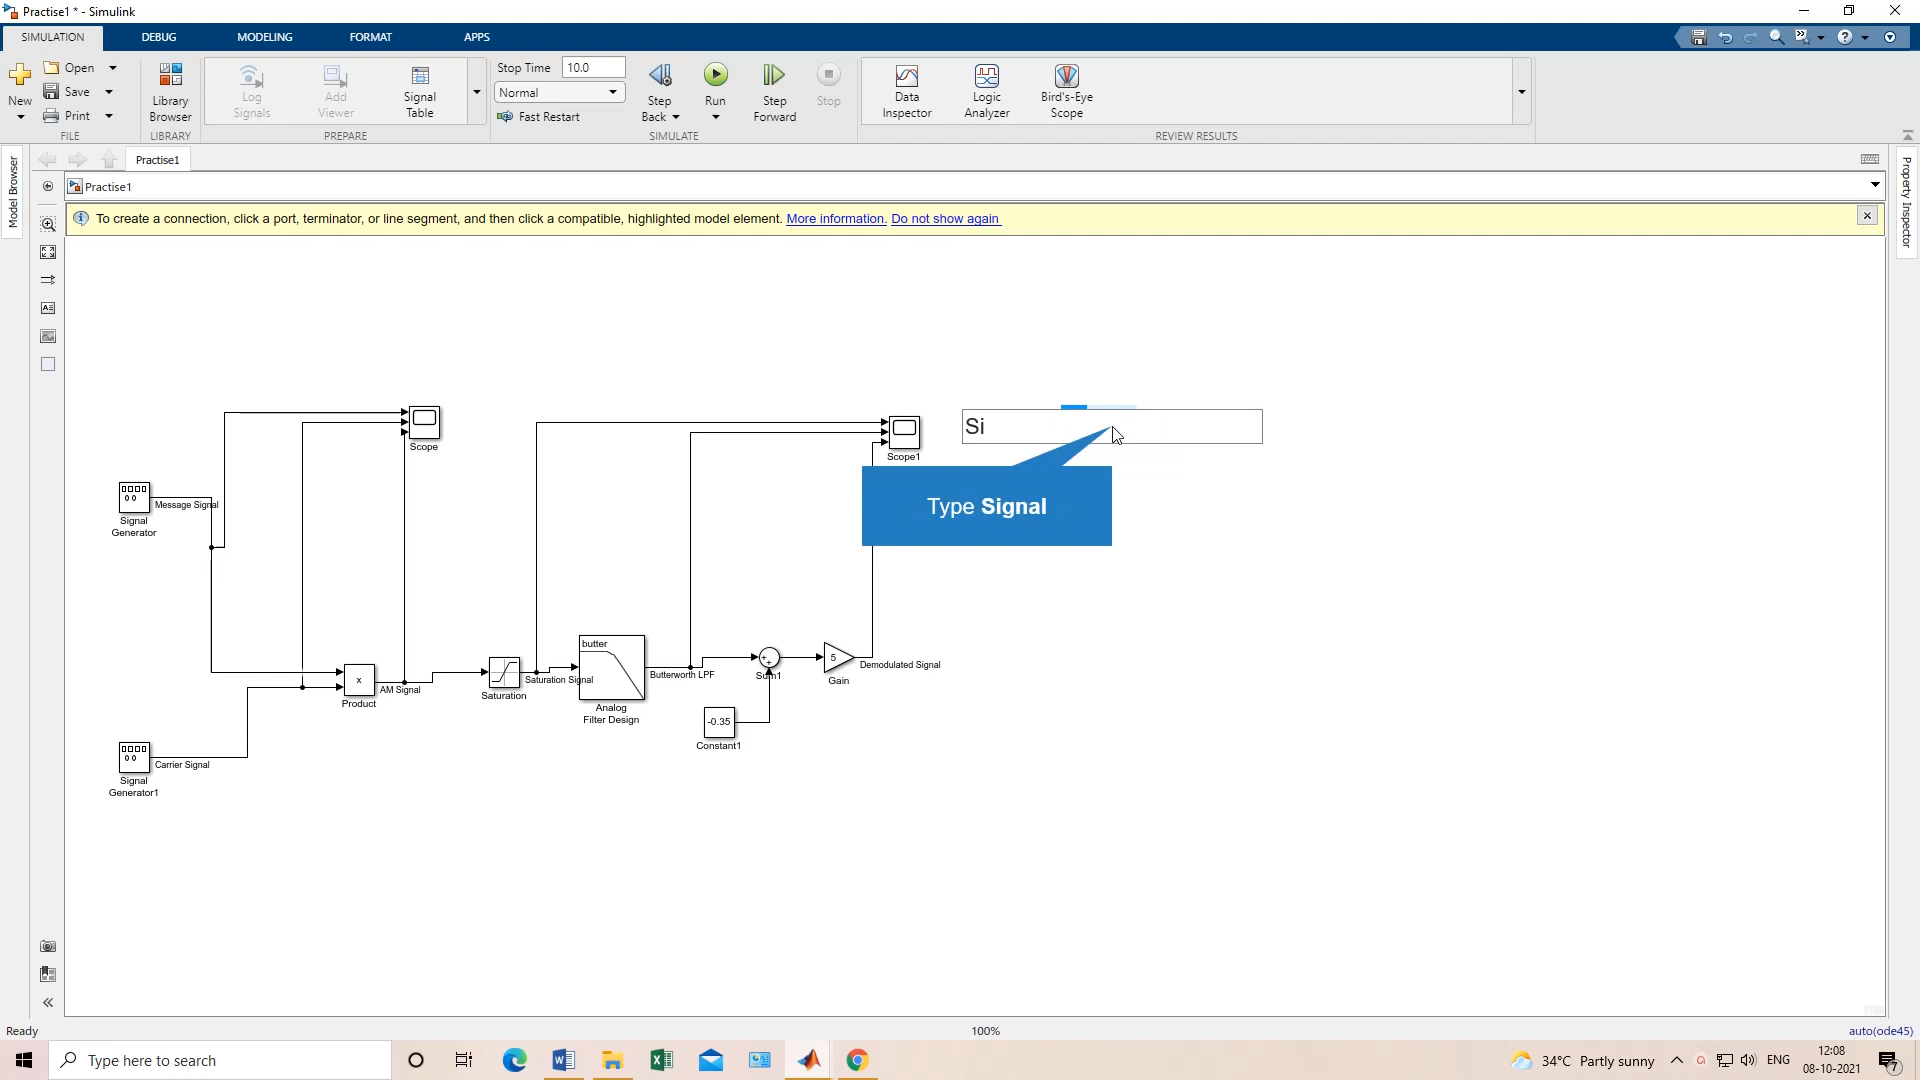 Practise1 * - Simulink
SIMULATION DEBUG MODELING FORMAT APPS
New
Open
Save
Print
FILE
Library Browser
LIBRARY
Log Signals
Add Viewer
Signal Table
PREPARE
Stop Time 10.0
Normal
Fast Restart
Step Back
Run
Step Forward
Stop
SIMULATE
Data Inspector
Logic Analyzer
Bird's-Eye Scope
REVIEW RESULTS
Model Browser
Practise1
Practise1
Property Inspector
To create a connection, click a port, terminator, or line segment, and then click a compatible, highlighted model element. More information. Do not show again
Scope
Scope1
Si
Type Signal
Message Signal
Signal
Generator
butter
x
AM Signal
Product
Saturation Signal
Saturation
Analog
Filter Design
Butterworth LPF
Sum1
5
Gain
Demodulated Signal
-0.35
Constant1
Carrier Signal
Signal
Generator1
Ready
100%
auto(ode45)
Type here to search
34°C Partly sunny
ENG
12:08
08-10-2021
7